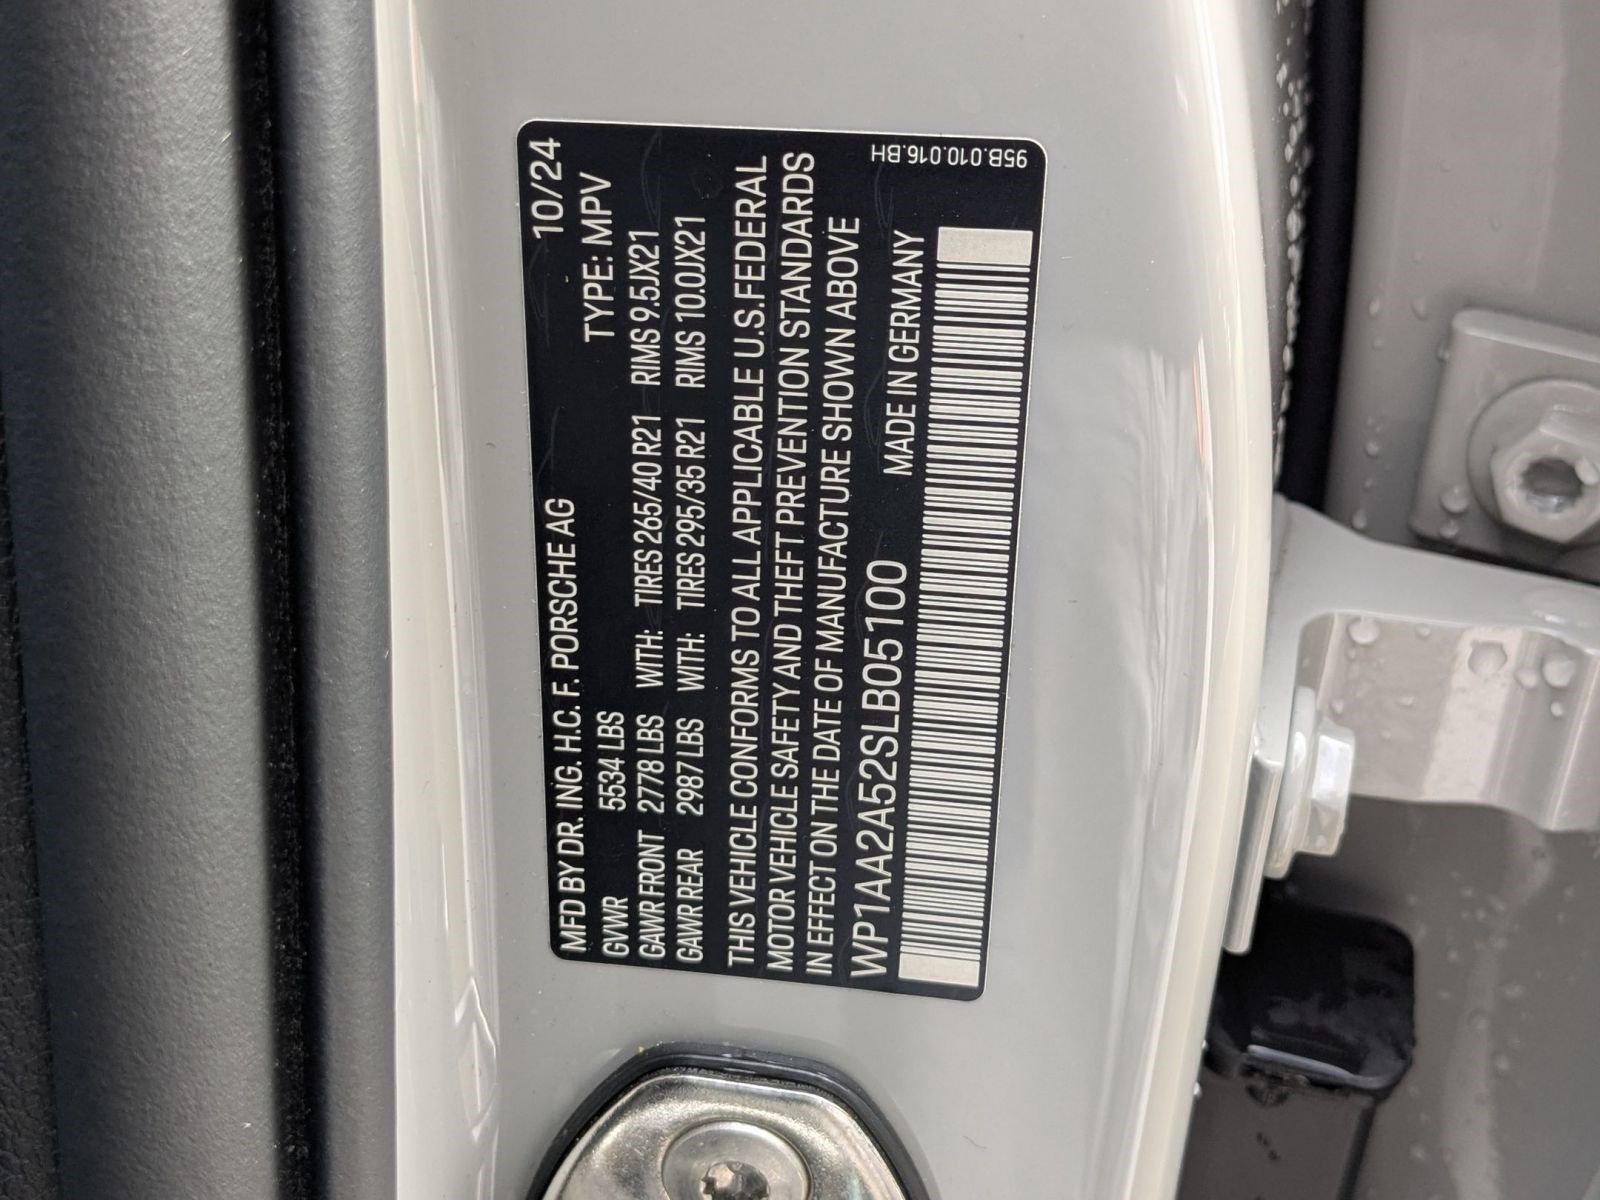 MFD BY DR. ING. H.C. F. PORSCHE AG 10/24
GVWR 5534 LBS TYPE: MPV
GAWR FRONT 2778 LBS WITH: TIRES 265/40 R21 RIMS 9.5JX21
GAWR REAR 2987 LBS WITH: TIRES 295/35 R21 RIMS 10.0JX21
THIS VEHICLE CONFORMS TO ALL APPLICABLE U.S. FEDERAL
MOTOR VEHICLE SAFETY AND THEFT PREVENTION STANDARDS
IN EFFECT ON THE DATE OF MANUFACTURE SHOWN ABOVE
WP1AA2A52SLB05100 MADE IN GERMANY
95B.010.016.BH